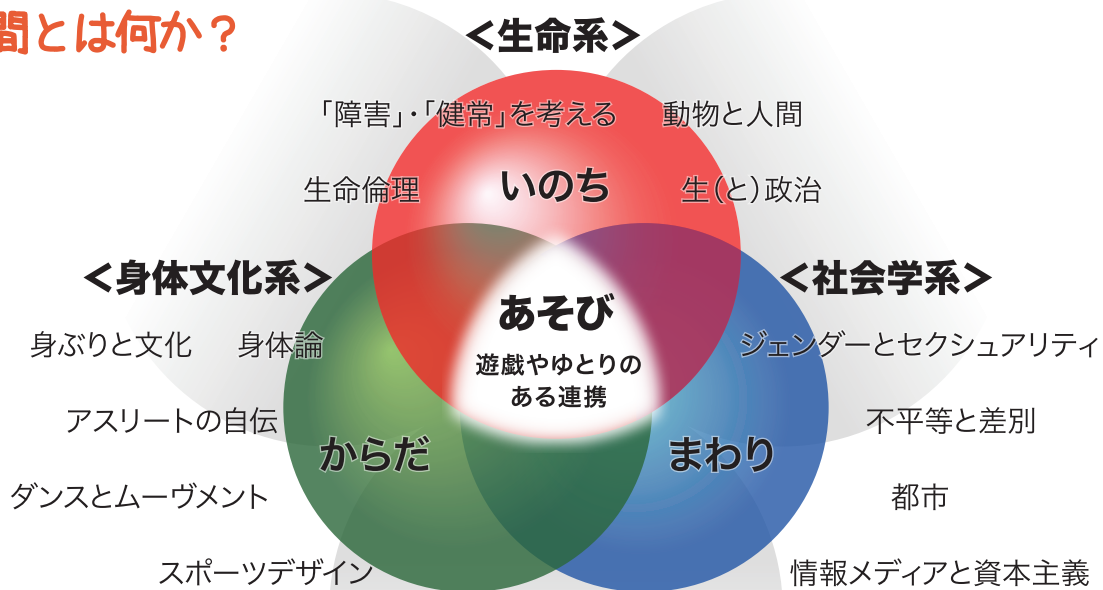 間とは何か？
＜生命系＞
「障害」・「健常」を考える　動物と人間
生命倫理　いのち　生（と）政治
＜身体文化系＞　＜社会学系＞
あそび
身ぶりと文化　身体論　ジェンダーとセクシュアリティ
遊戯やゆとりの
ある連携
アスリートの自伝　不平等と差別
からだ　まわり
ダンスとムーヴメント　都市
スポーツデザイン　情報メディアと資本主義